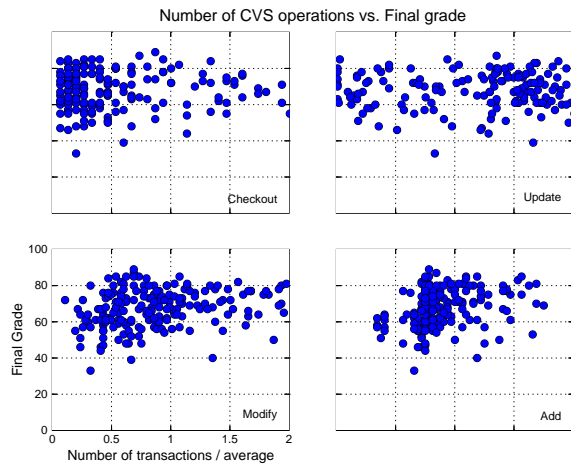 Number of CVS operations vs. Final grade
Checkout
Update
100
80
60
40
20
0
Final Grade
Modify
Add
0
0.5
1
1.5
2
Number of transactions / average